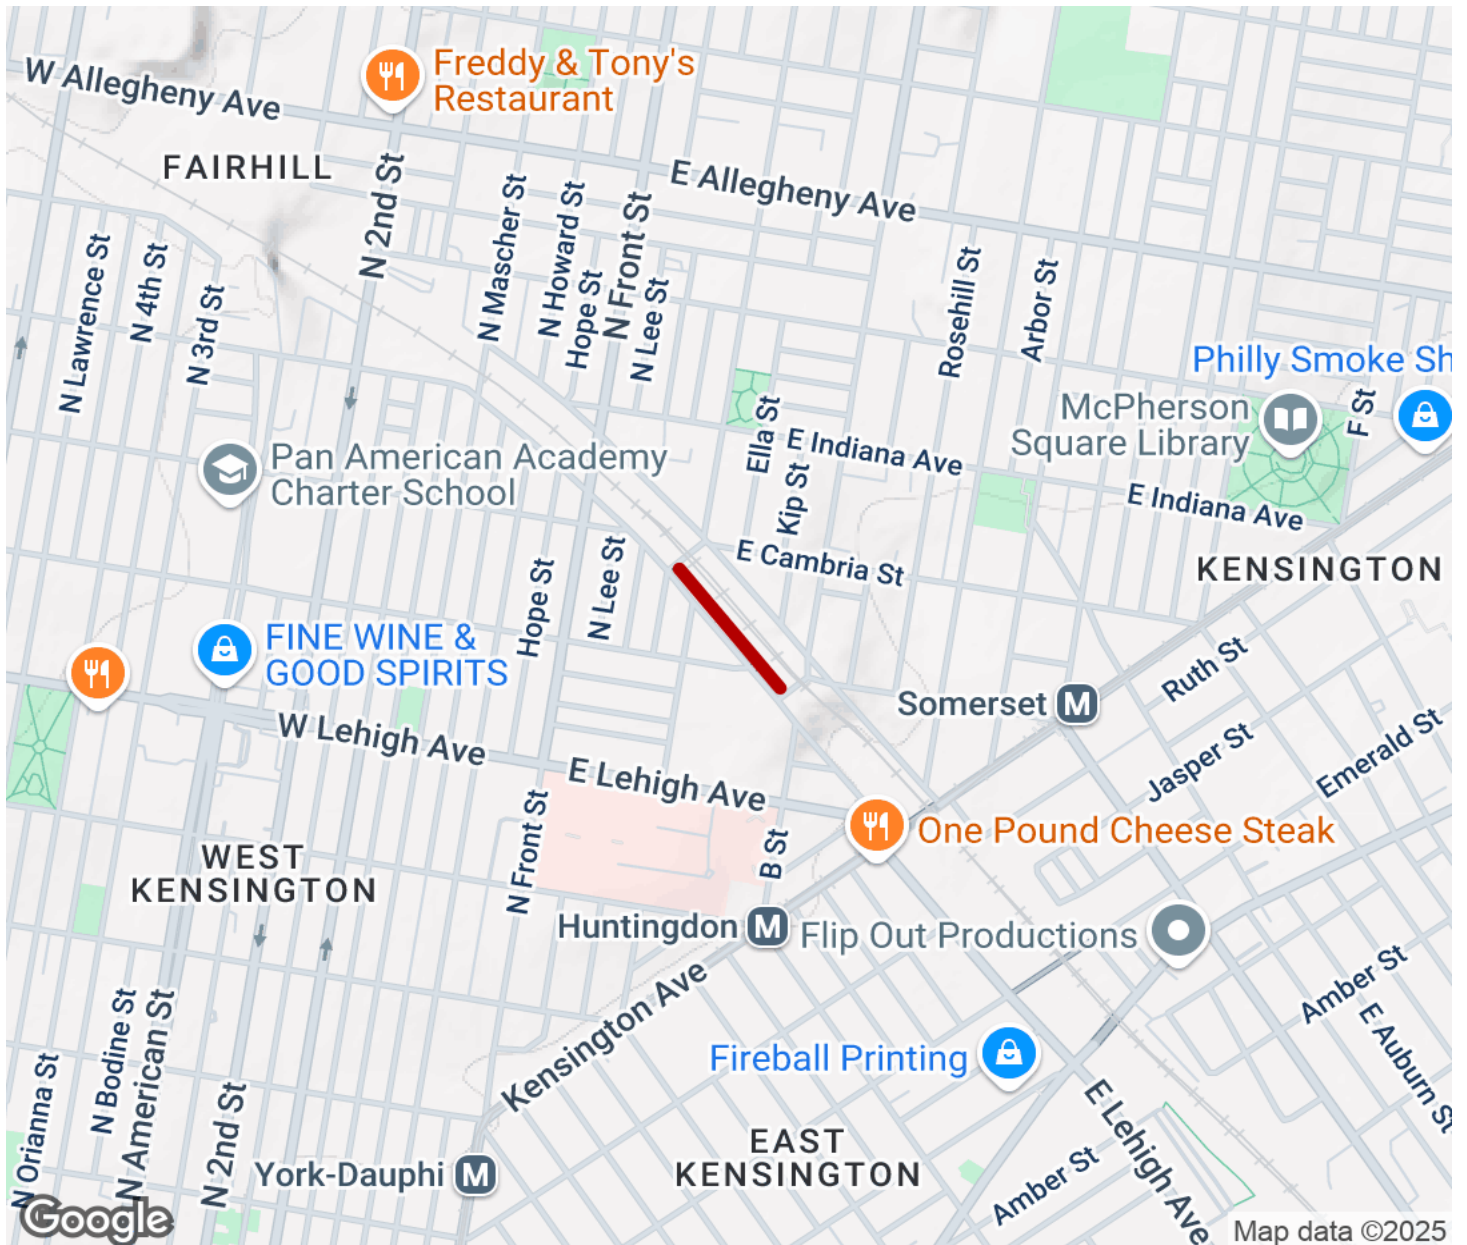 Freddy & Tony's
Restaurant
W Allegheny Ave
FAIRHILL
E Allegheny Ave
N 2nd St
N Mascher St
N Howard St
Hope St
N Front St
N Lee St
N Lawrence St
N 4th St
N 3rd St
Rosehill St
Arbor St
Philly Smoke Sh
McPherson
Square Library
F St
Ella St
E Indiana Ave
Kip St
E Indiana Ave
Pan American Academy
Charter School
E Cambria St
KENSINGTON
Hope St
N Lee St
FINE WINE &
GOOD SPIRITS
Ruth St
Somerset
M
W Lehigh Ave
E Lehigh Ave
Jasper St
Emerald St
One Pound Cheese Steak
N Front St
B St
WEST
KENSINGTON
Huntingdon
M
Flip Out Productions
Kensington Ave
Amber St
E Auburn St
N Orianna St
N Bodine St
N American St
N 2nd St
Fireball Printing
E Lehigh Ave
EAST
KENSINGTON
Amber St
York-Dauphi
M
Google
Map data ©2025